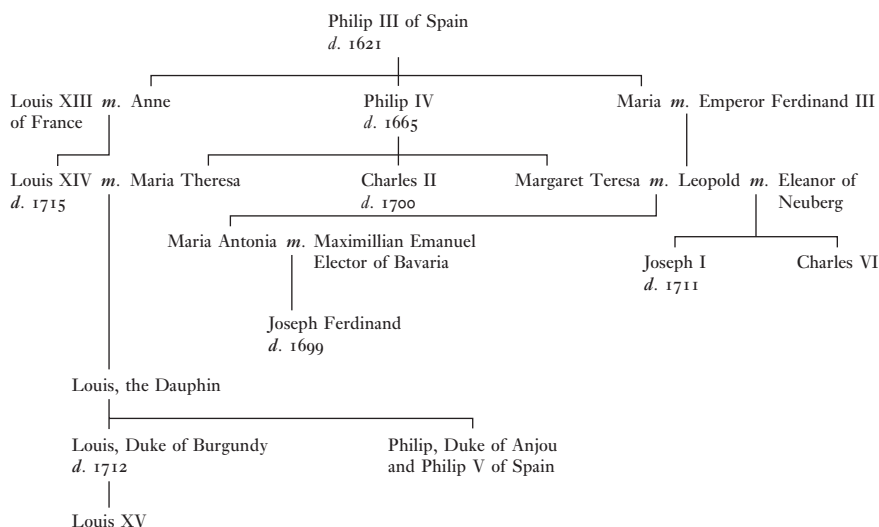 Philip III of Spain
d. 1621
Louis XIII m. Anne
of France
Philip IV
d. 1665
Maria m. Emperor Ferdinand III
Louis XIV m. Maria Theresa
d. 1715
Charles II
d. 1700
Margaret Teresa m. Leopold m. Eleanor of
Neuberg
Maria Antonia m. Maximillian Emanuel
Elector of Bavaria
Joseph I
d. 1711
Charles VI
Joseph Ferdinand
d. 1699
Louis, the Dauphin
Louis, Duke of Burgundy
d. 1712
Philip, Duke of Anjou
and Philip V of Spain
Louis XV